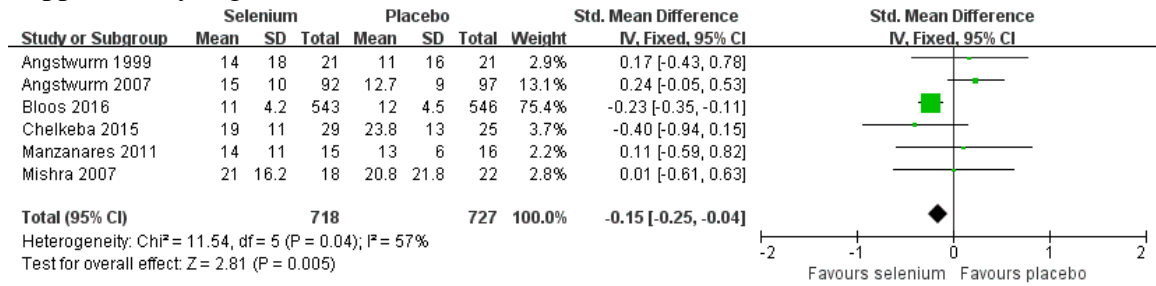 Selenium Placebo Std. Mean Difference Std. Mean Difference
Study or Subgroup Mean SD Total Mean SD Total Weight IV, Fixed, 95% CI IV, Fixed, 95% CI
Angstwurm 1999 14 18 21 11 16 21 2.9% 0.17 [-0.43, 0.78]
Angstwurm 2007 15 10 92 12.7 9 97 13.1% 0.24 [-0.05, 0.53]
Bloos 2016 11 4.2 543 12 4.5 546 75.4% -0.23 [-0.35, -0.11]
Chelkeba 2015 19 11 29 23.8 13 25 3.7% -0.40 [-0.94, 0.15]
Manzanares 2011 14 11 15 13 6 16 2.2% 0.11 [-0.59, 0.82]
Mishra 2007 21 16.2 18 20.8 21.8 22 2.8% 0.01 [-0.61, 0.63]
Total (95% CI) 718 727 100.0% -0.15 [-0.25, -0.04]
Heterogeneity: Chi² = 11.54, df = 5 (P = 0.04); I² = 57%
Test for overall effect: Z = 2.81 (P = 0.005)
-2 -1 0 1 2
Favours selenium Favours placebo